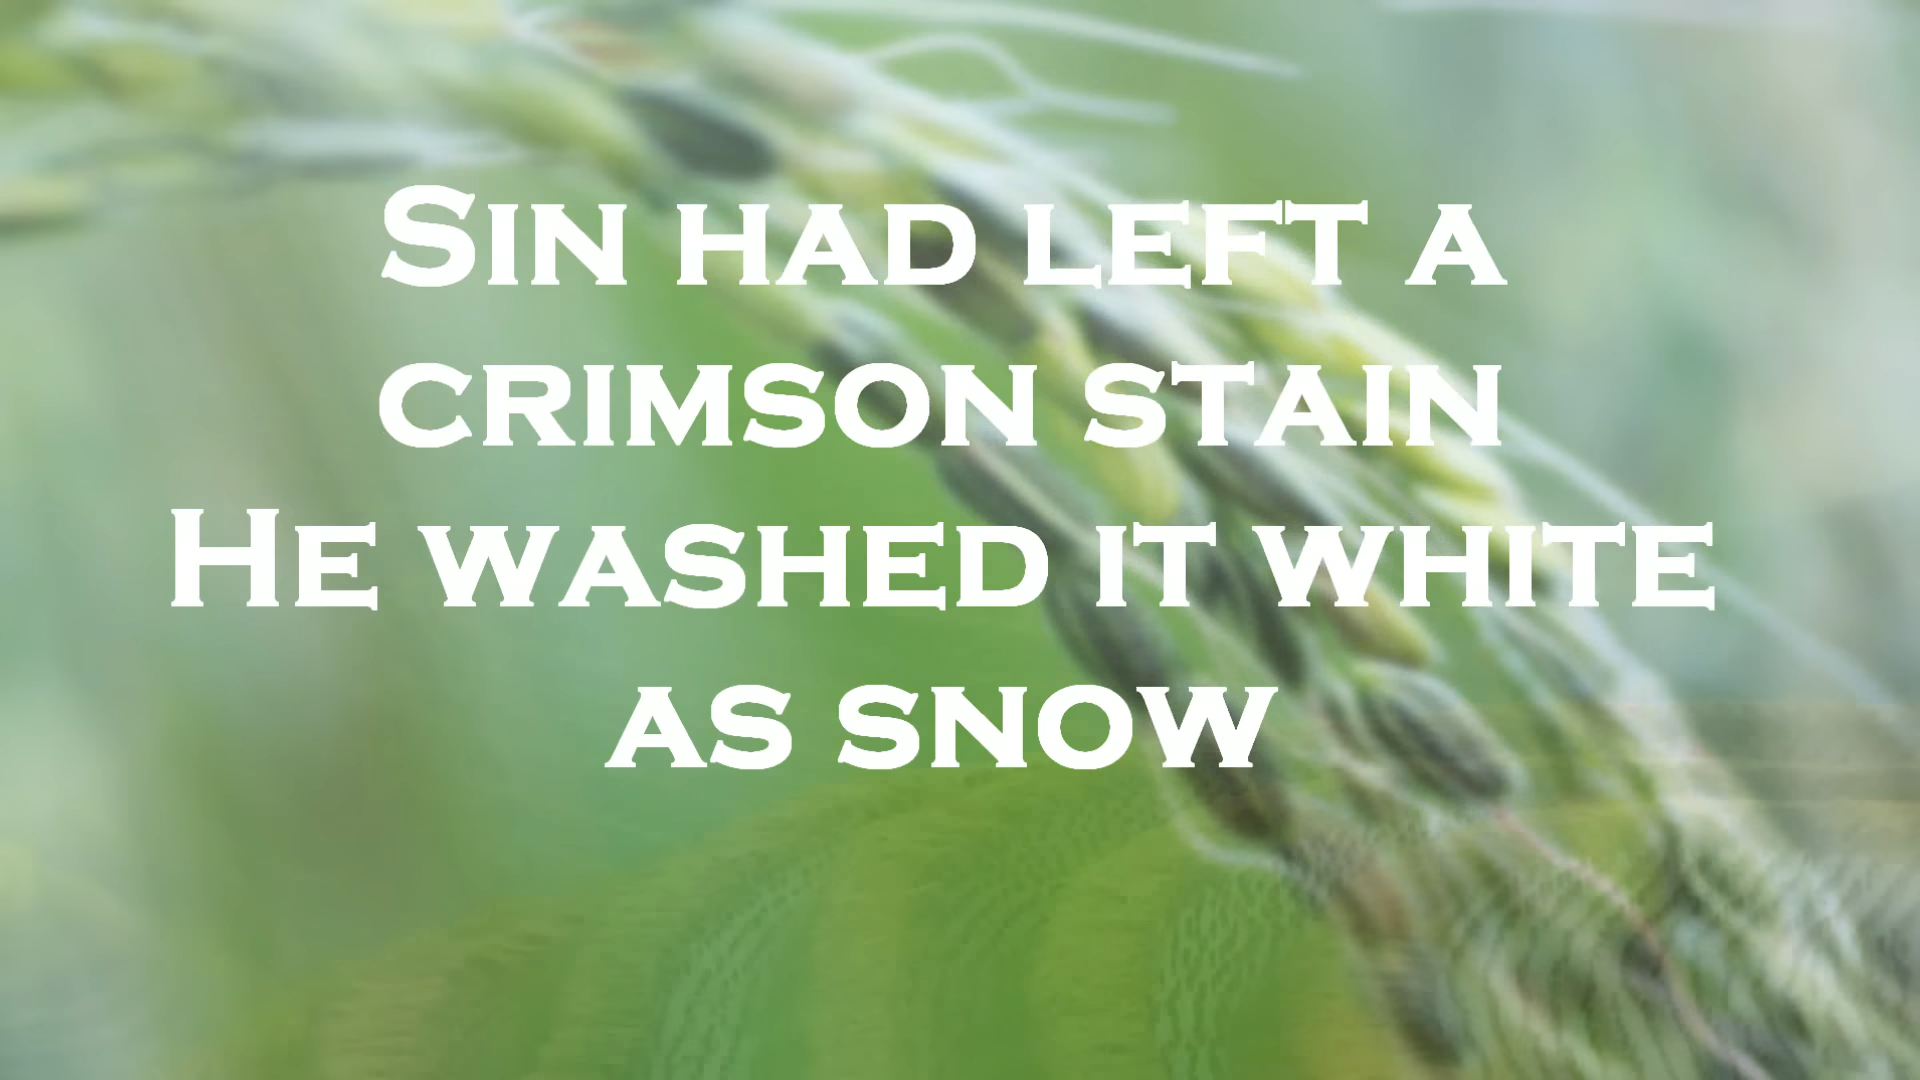 Sin had left a
crimson stain
He washed it white
as snow